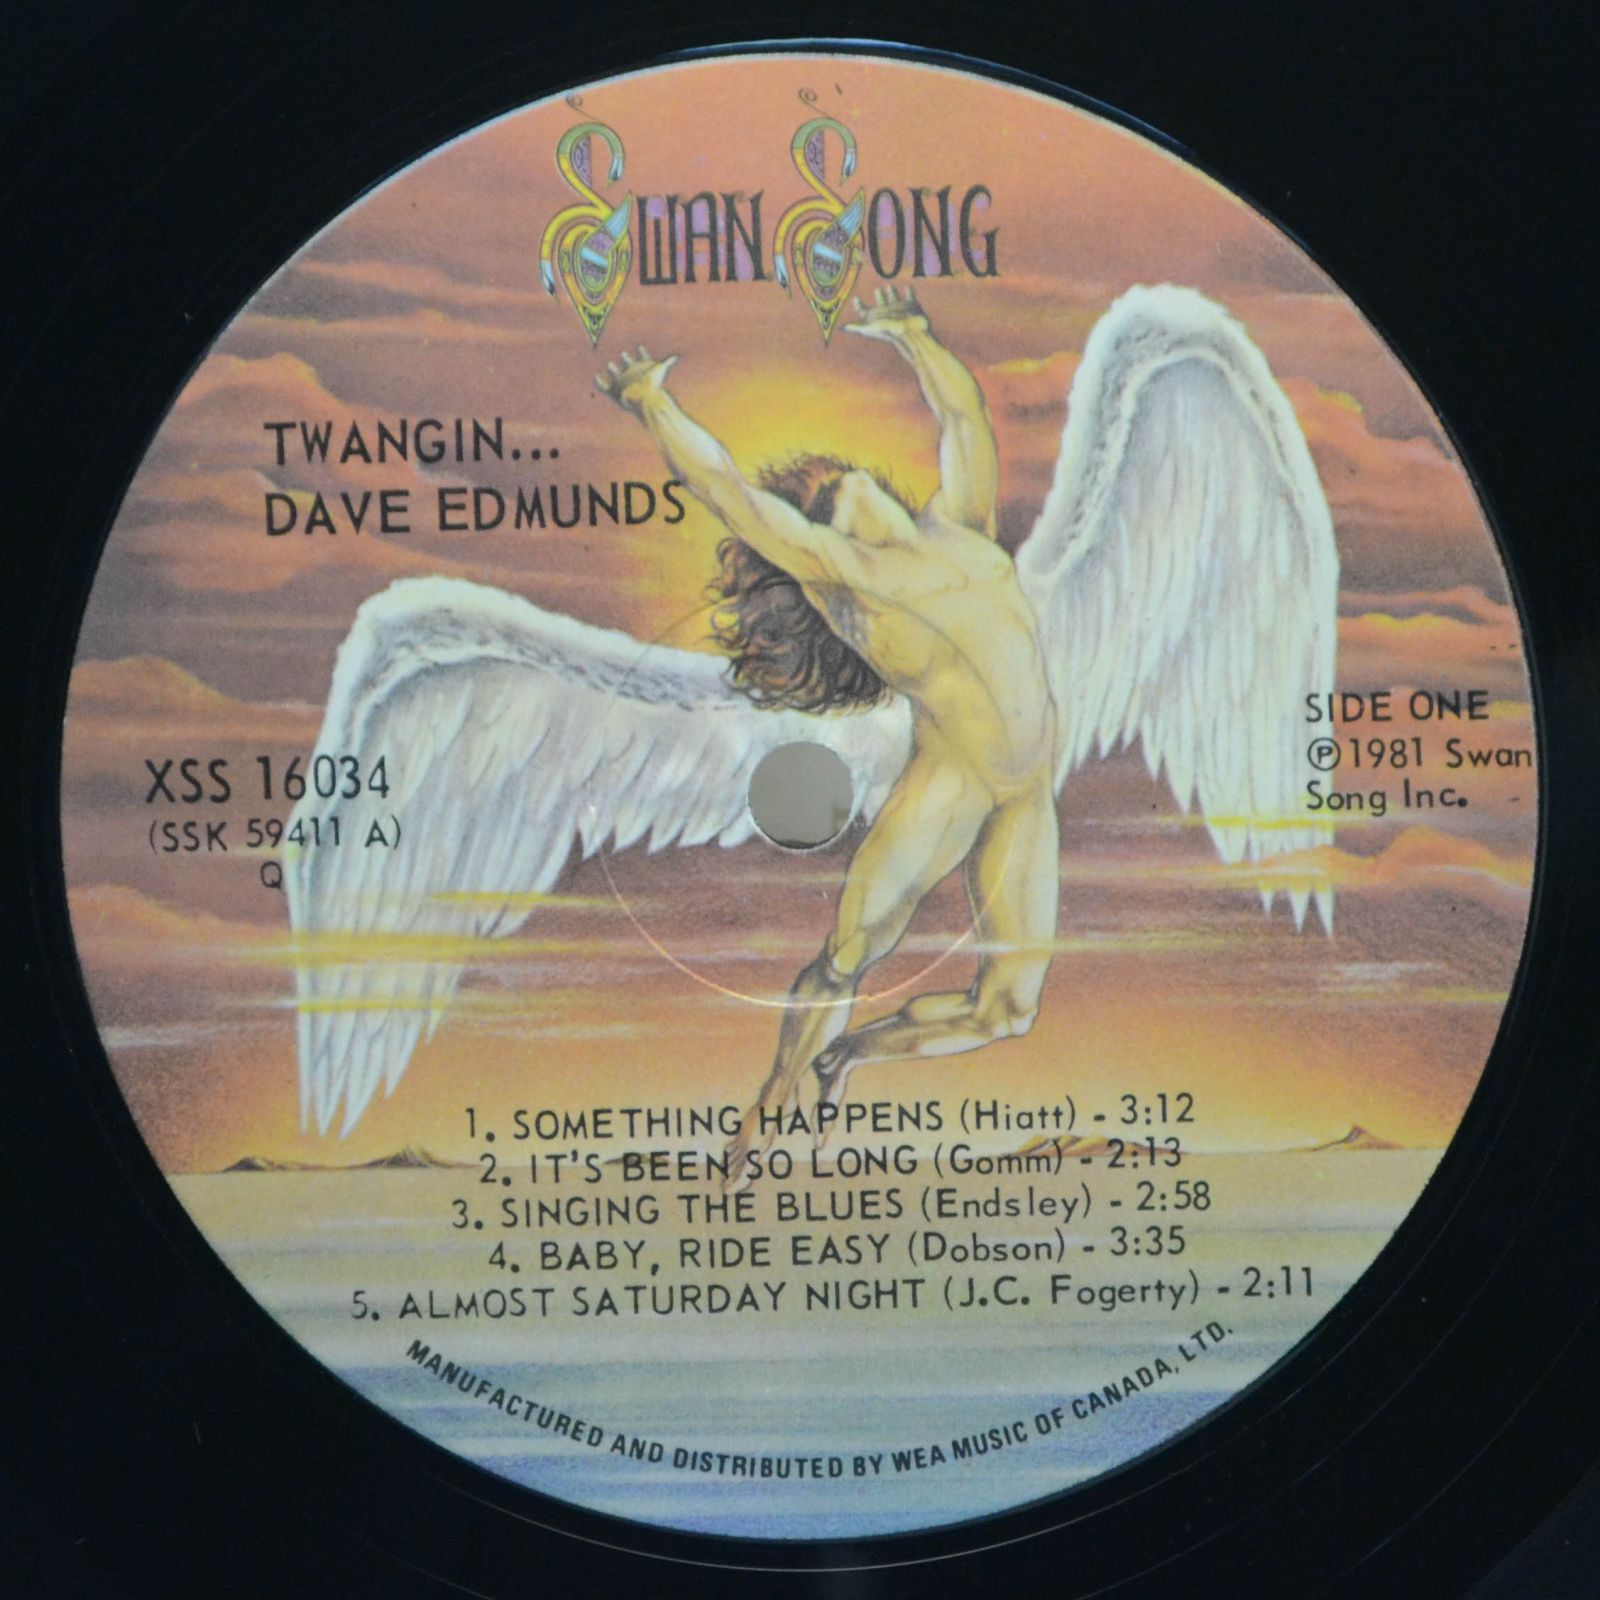 SWAN SONG
TWANGIN...
DAVE EDMUNDS
XSS 16034
(SSK 59411 A)
Q
SIDE ONE
℗1981 Swan
Song Inc.
1. SOMETHING HAPPENS (Hiatt) - 3:12
2. IT'S BEEN SO LONG (Gomm) - 2:13
3. SINGING THE BLUES (Endsley) - 2:58
4. BABY, RIDE EASY (Dobson) - 3:35
5. ALMOST SATURDAY NIGHT (J.C. Fogerty) - 2:11
MANUFACTURED AND DISTRIBUTED BY WEA MUSIC OF CANADA, LTD.